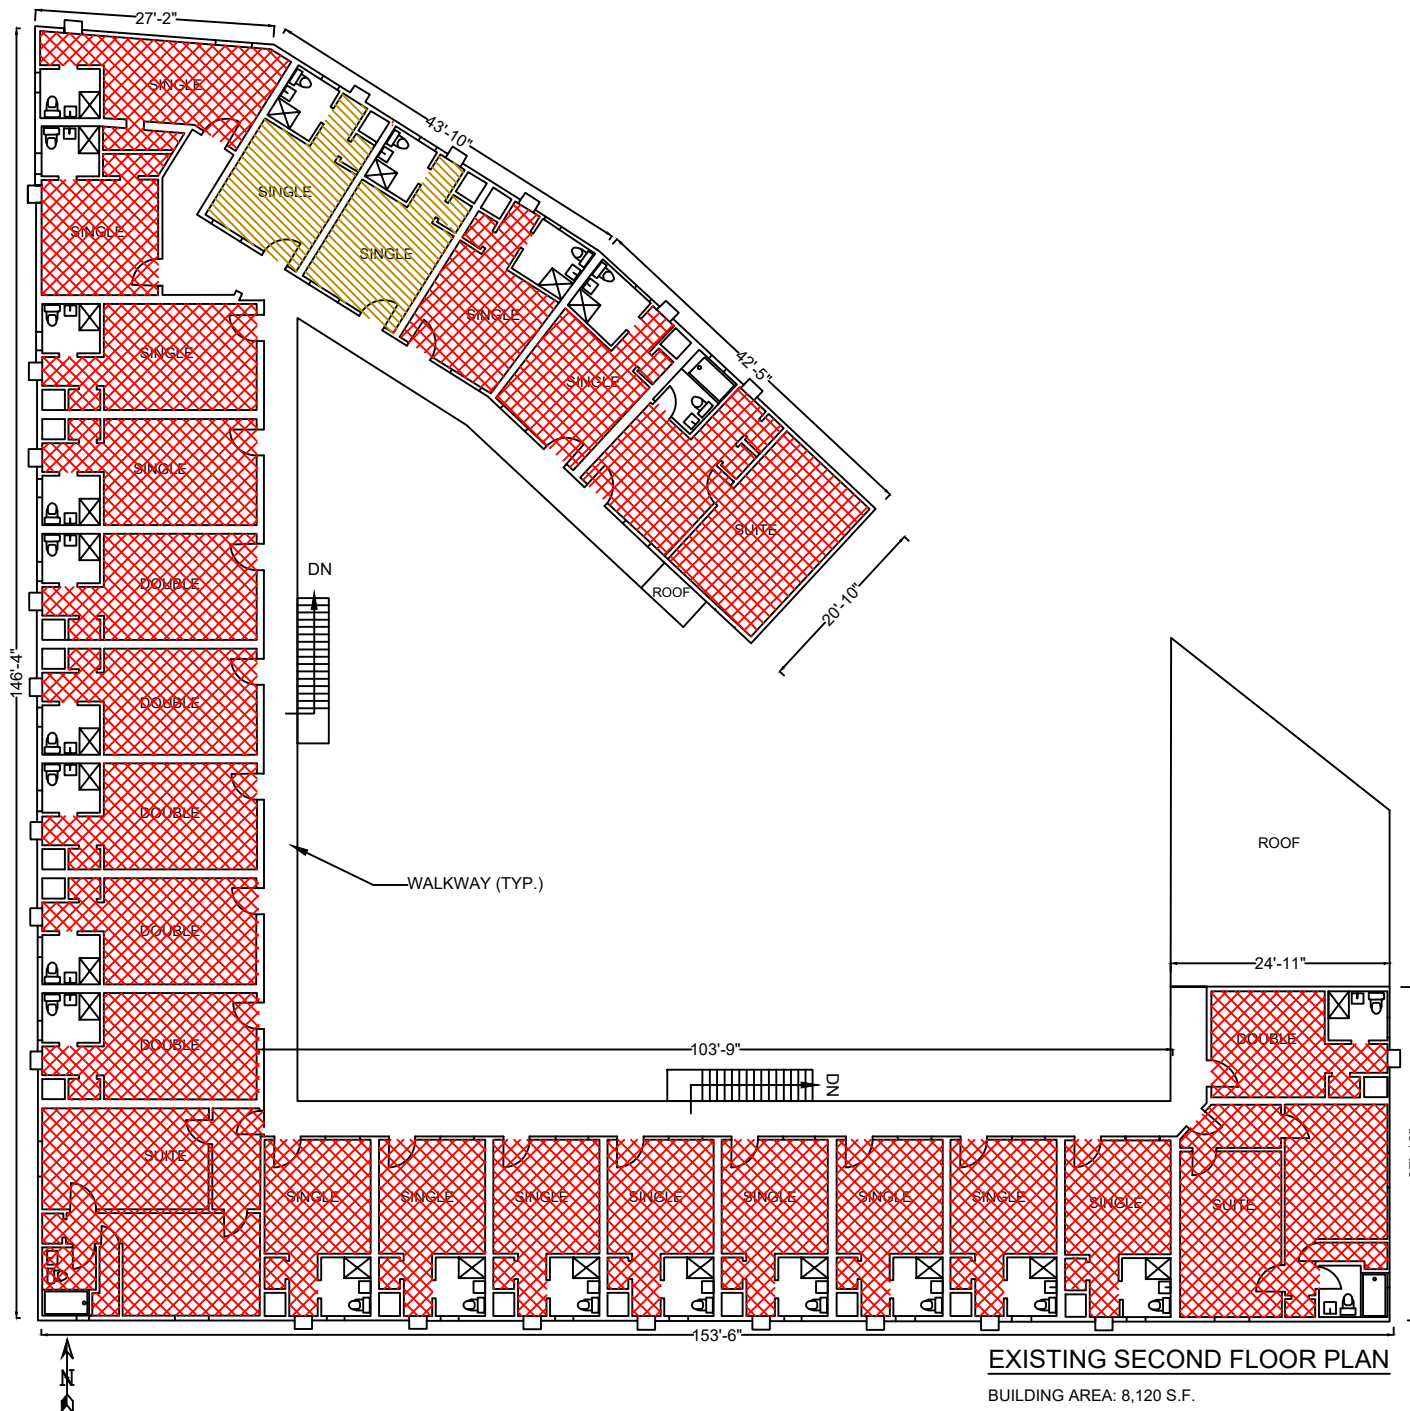 27'-2"
43'-10"
SINGLE
SINGLE
SINGLE
SINGLE
SINGLE
SINGLE
42'-5"
SINGLE
SINGLE
SUITE
20'-10"
ROOF
DN
DOUBLE
146'-4"
DOUBLE
DOUBLE
DOUBLE
DOUBLE
WALKWAY (TYP.)
ROOF
24'-11"
103'-9"
DN
DOUBLE
SUITE
SINGLE
SINGLE
SINGLE
SINGLE
SINGLE
SINGLE
SINGLE
SINGLE
SUITE
153'-6"
N
EXISTING SECOND FLOOR PLAN
BUILDING AREA: 8,120 S.F.